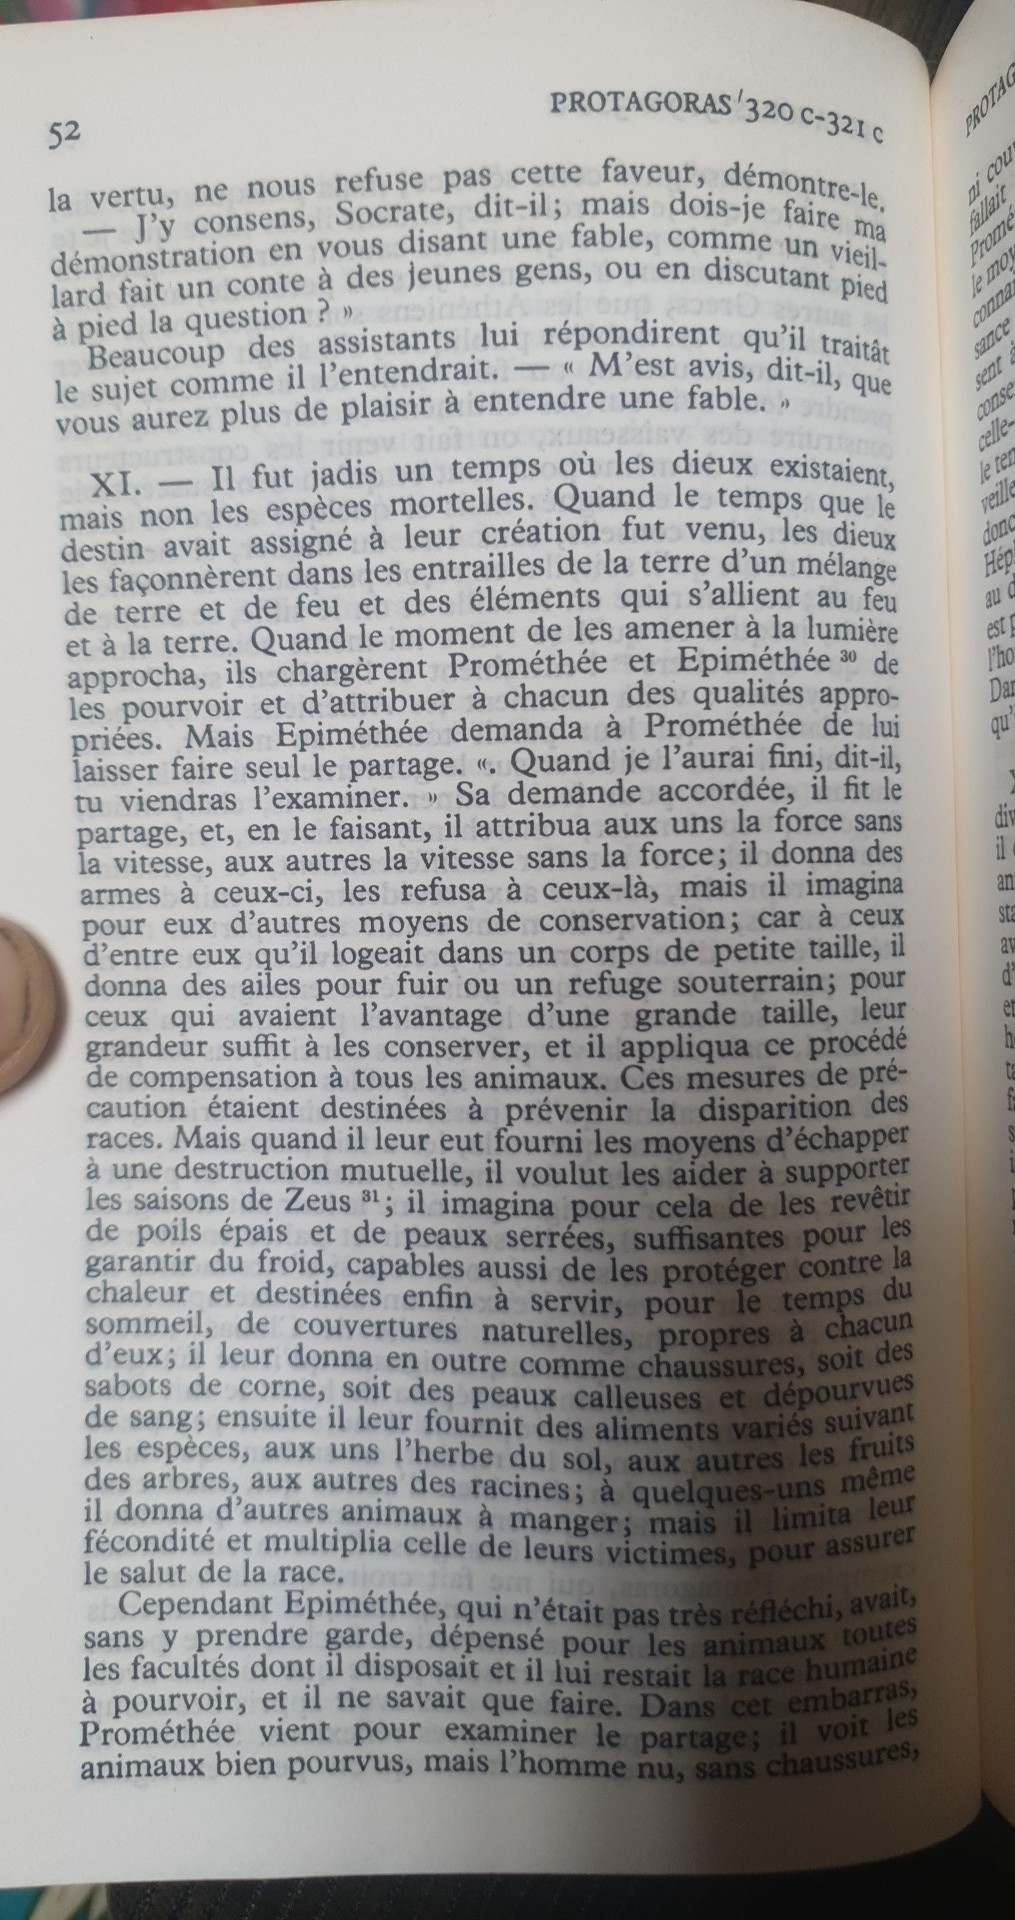 52
PROTAGORAS 320 C-321 C
la vertu, ne nous refuse pas cette faveur, démontre-le.
— J'y consens, Socrate, dit-il; mais dois-je faire ma
démonstration en vous disant une fable, comme un vieil-
lard fait un conte à des jeunes gens, ou en discutant pied
à pied la question ? »
Beaucoup des assistants lui répondirent qu'il traitât
le sujet comme il l'entendrait. — « M'est avis, dit-il, que
vous aurez plus de plaisir à entendre une fable. »
XI. — Il fut jadis un temps où les dieux existaient,
mais non les espèces mortelles. Quand le temps que le
destin avait assigné à leur création fut venu, les dieux
les façonnèrent dans les entrailles de la terre d'un mélange
de terre et de feu et des éléments qui s'allient au feu
et à la terre. Quand le moment de les amener à la lumière
approcha, ils chargèrent Prométhée et Epiméthée ³⁰ de
les pourvoir et d'attribuer à chacun des qualités appro-
priées. Mais Epiméthée demanda à Prométhée de lui
laisser faire seul le partage. «. Quand je l'aurai fini, dit-il,
tu viendras l'examiner. » Sa demande accordée, il fit le
partage, et, en le faisant, il attribua aux uns la force sans
la vitesse, aux autres la vitesse sans la force; il donna des
armes à ceux-ci, les refusa à ceux-là, mais il imagina
pour eux d'autres moyens de conservation; car à ceux
d'entre eux qu'il logeait dans un corps de petite taille, il
donna des ailes pour fuir ou un refuge souterrain; pour
ceux qui avaient l'avantage d'une grande taille, leur
grandeur suffit à les conserver, et il appliqua ce procédé
de compensation à tous les animaux. Ces mesures de pré-
caution étaient destinées à prévenir la disparition des
races. Mais quand il leur eut fourni les moyens d'échapper
à une destruction mutuelle, il voulut les aider à supporter
les saisons de Zeus ³¹; il imagina pour cela de les revêtir
de poils épais et de peaux serrées, suffisantes pour les
garantir du froid, capables aussi de les protéger contre la
chaleur et destinées enfin à servir, pour le temps du
sommeil, de couvertures naturelles, propres à chacun
d'eux; il leur donna en outre comme chaussures, soit des
sabots de corne, soit des peaux calleuses et dépourvues
de sang; ensuite il leur fournit des aliments variés suivant
les espèces, aux uns l'herbe du sol, aux autres les fruits
des arbres, aux autres des racines; à quelques-uns même
il donna d'autres animaux à manger; mais il limita leur
fécondité et multiplia celle de leurs victimes, pour assurer
le salut de la race.
Cependant Epiméthée, qui n'était pas très réfléchi, avait,
sans y prendre garde, dépensé pour les animaux toutes
les facultés dont il disposait et il lui restait la race humaine
à pourvoir, et il ne savait que faire. Dans cet embarras,
Prométhée vient pour examiner le partage; il voit les
animaux bien pourvus, mais l'homme nu, sans chaussures,